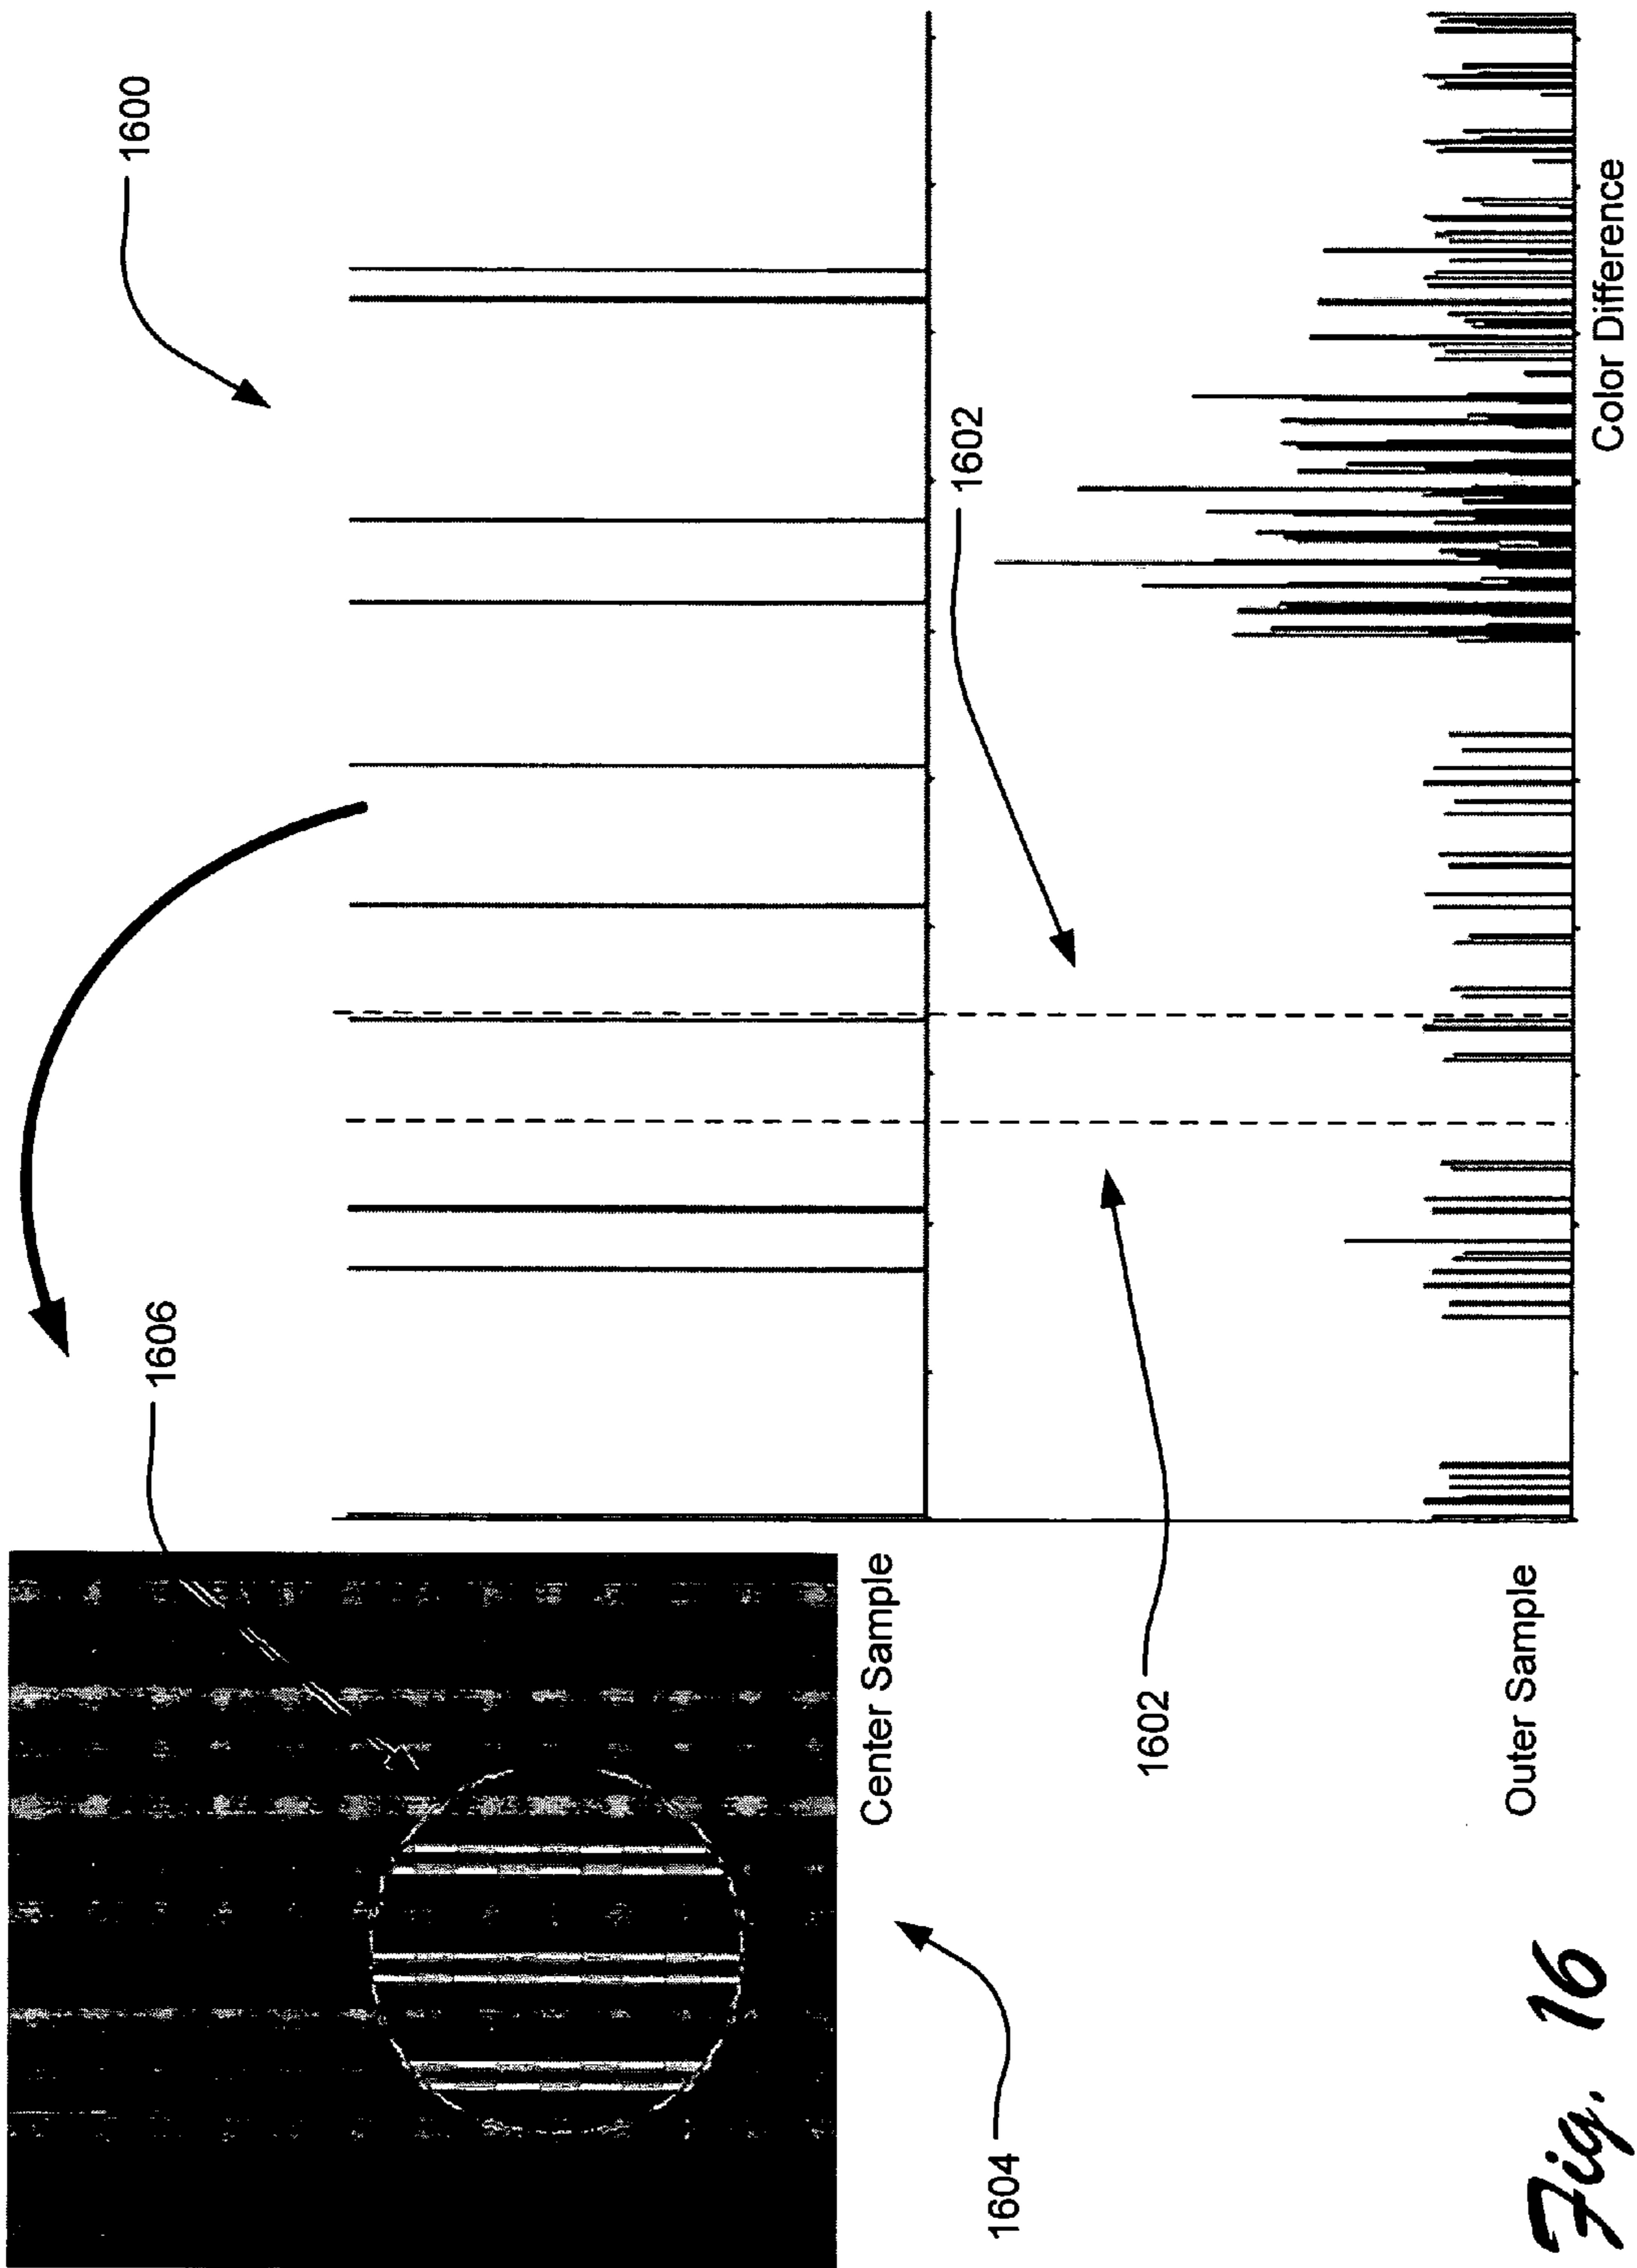 1600
1606
1602
Center Sample
1604
1602
Outer Sample
Color Difference
Fig. 16